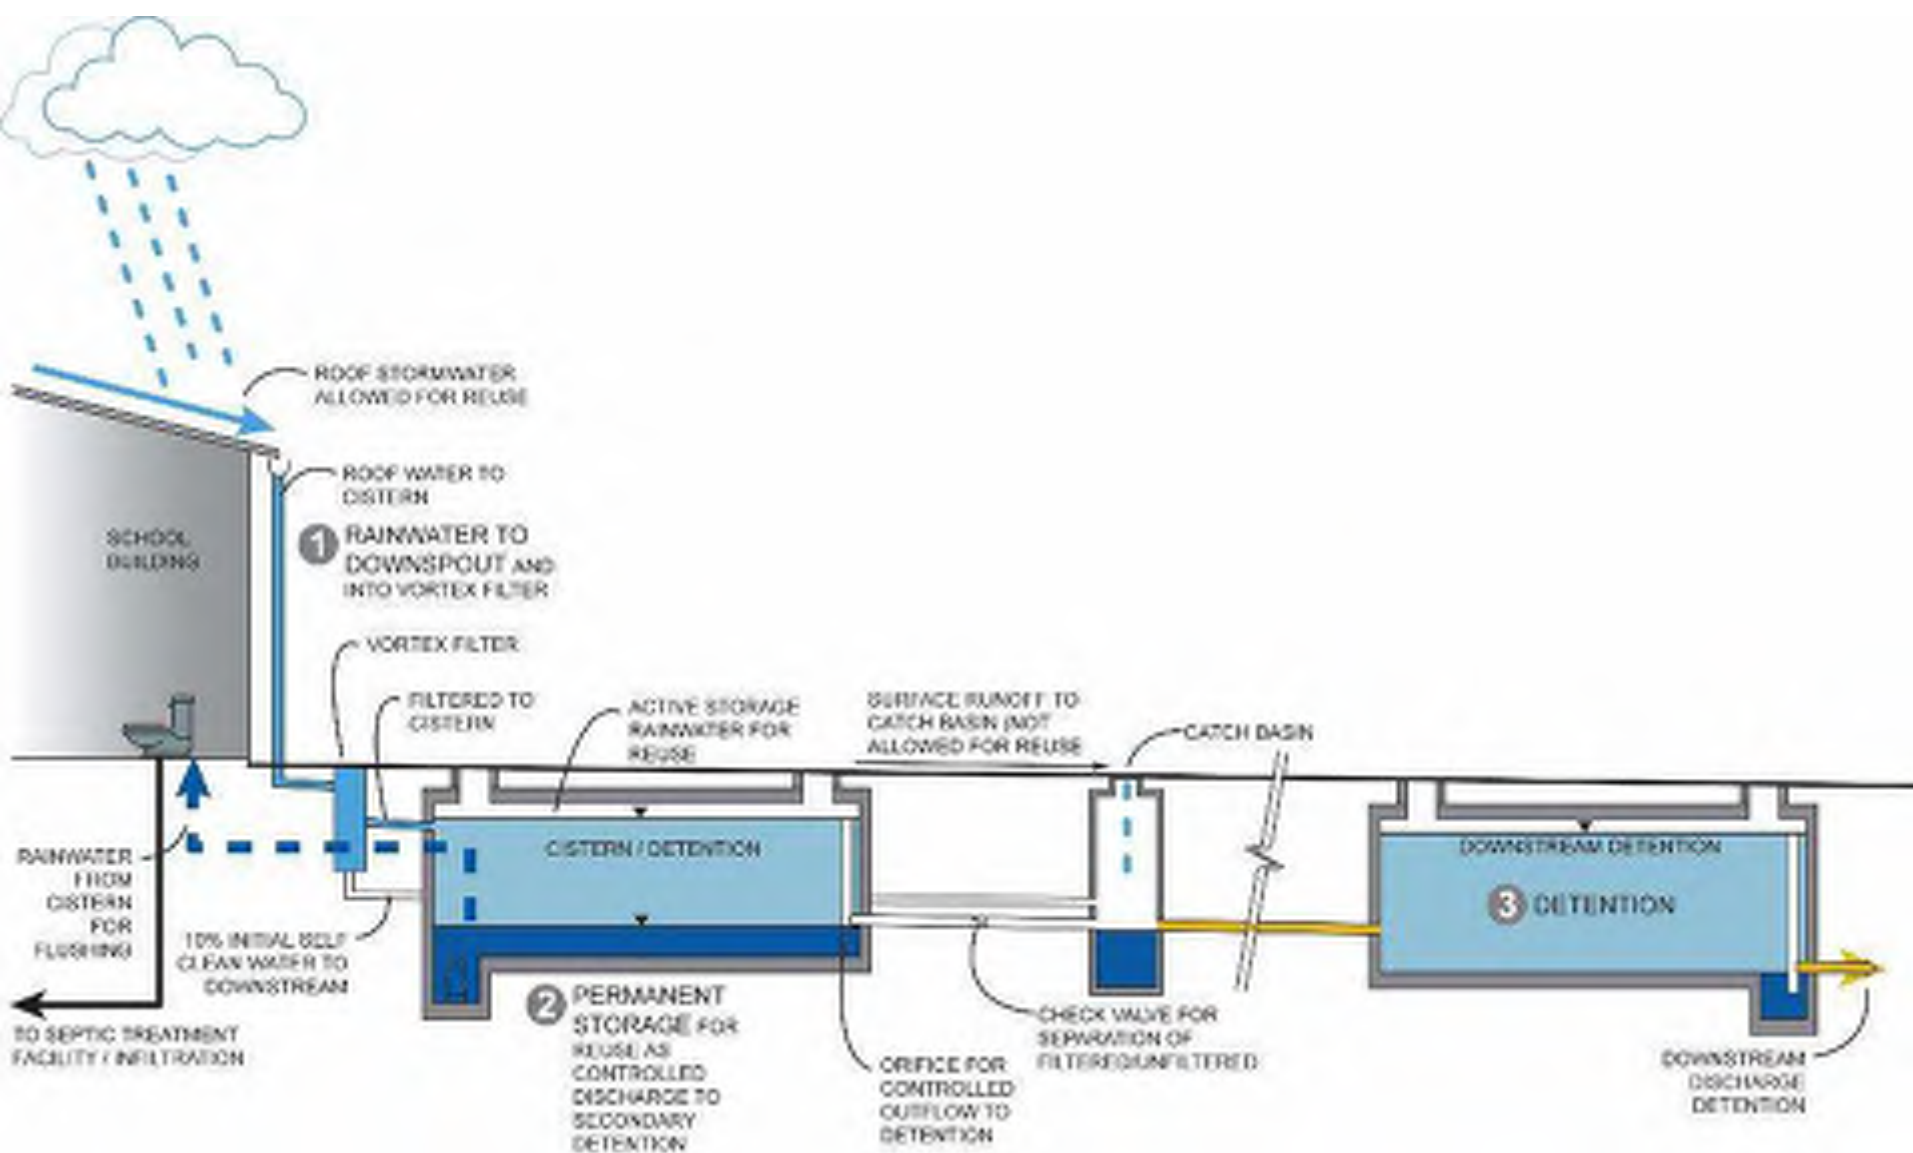 ROOF STORMWATER
ALLOWED FOR REUSE
ROOF WATER TO
CISTERN
SCHOOL
BUILDING
1 RAINWATER TO
DOWNSPOUT AND
INTO VORTEX FILTER
VORTEX FILTER
FILTERED TO
CISTERN
ACTIVE STORAGE
RAINWATER FOR
REUSE
SURFACE RUNOFF TO
CATCH BASIN (NOT
ALLOWED FOR REUSE
CATCH BASIN
CISTERN / DETENTION
DOWNSTREAM DETENTION
3 DETENTION
RAINWATER
FROM
CISTERN
FOR
FLUSHING
10% INITIAL SELF
CLEAN WATER TO
DOWNSTREAM
TO SEPTIC TREATMENT
FACILITY / INFILTRATION
2 PERMANENT
STORAGE FOR
REUSE AS
CONTROLLED
DISCHARGE TO
SECONDARY
DETENTION
ORIFICE FOR
CONTROLLED
OUTFLOW TO
DETENTION
CHECK VALVE FOR
SEPARATION OF
FILTERED/UNFILTERED
DOWNSTREAM
DISCHARGE
DETENTION